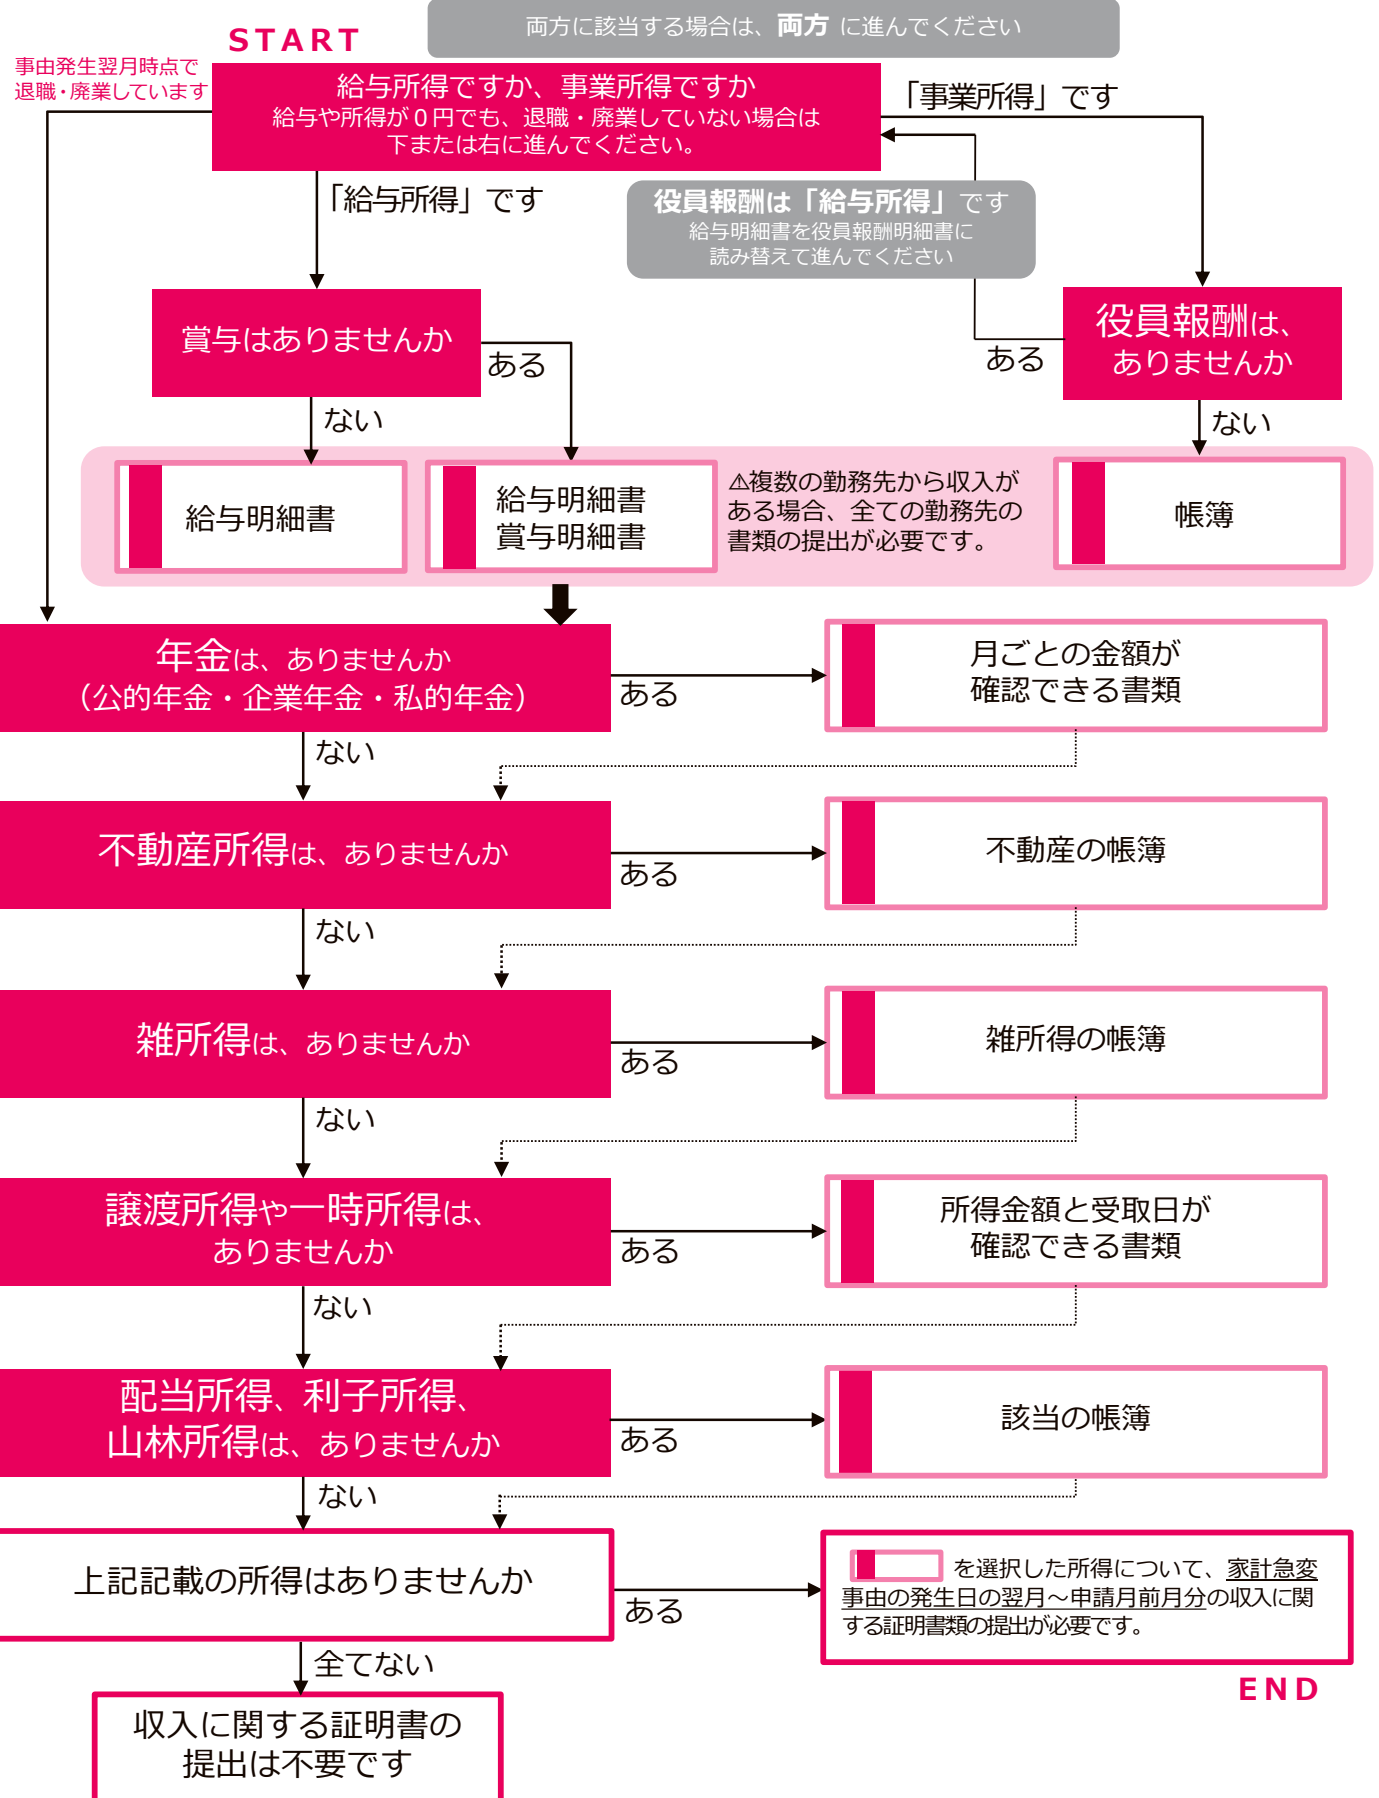 両方に該当する場合は、両方 に進んでください
START
事由発生翌月時点で
退職・廃業しています
給与所得ですか、事業所得ですか
給与や所得が０円でも、退職・廃業していない場合は
下または右に進んでください。
「事業所得」です
「給与所得」です
役員報酬は「給与所得」です
給与明細書を役員報酬明細書に
読み替えて進んでください
賞与はありませんか
ある
ない
役員報酬は、
ありませんか
ある
ない
給与明細書
給与明細書
賞与明細書
⚠複数の勤務先から収入が
ある場合、全ての勤務先の
書類の提出が必要です。
帳簿
年金は、ありませんか
（公的年金・企業年金・私的年金）
ある
月ごとの金額が
確認できる書類
ない
不動産所得は、ありませんか
ある
不動産の帳簿
ない
雑所得は、ありませんか
ある
雑所得の帳簿
ない
譲渡所得や一時所得は、
ありませんか
ある
所得金額と受取日が
確認できる書類
ない
配当所得、利子所得、
山林所得は、ありませんか
ある
該当の帳簿
ない
上記記載の所得はありませんか
ある
を選択した所得について、家計急変
事由の発生日の翌月～申請月前月分の収入に関
する証明書類の提出が必要です。
END
全てない
収入に関する証明書の
提出は不要です